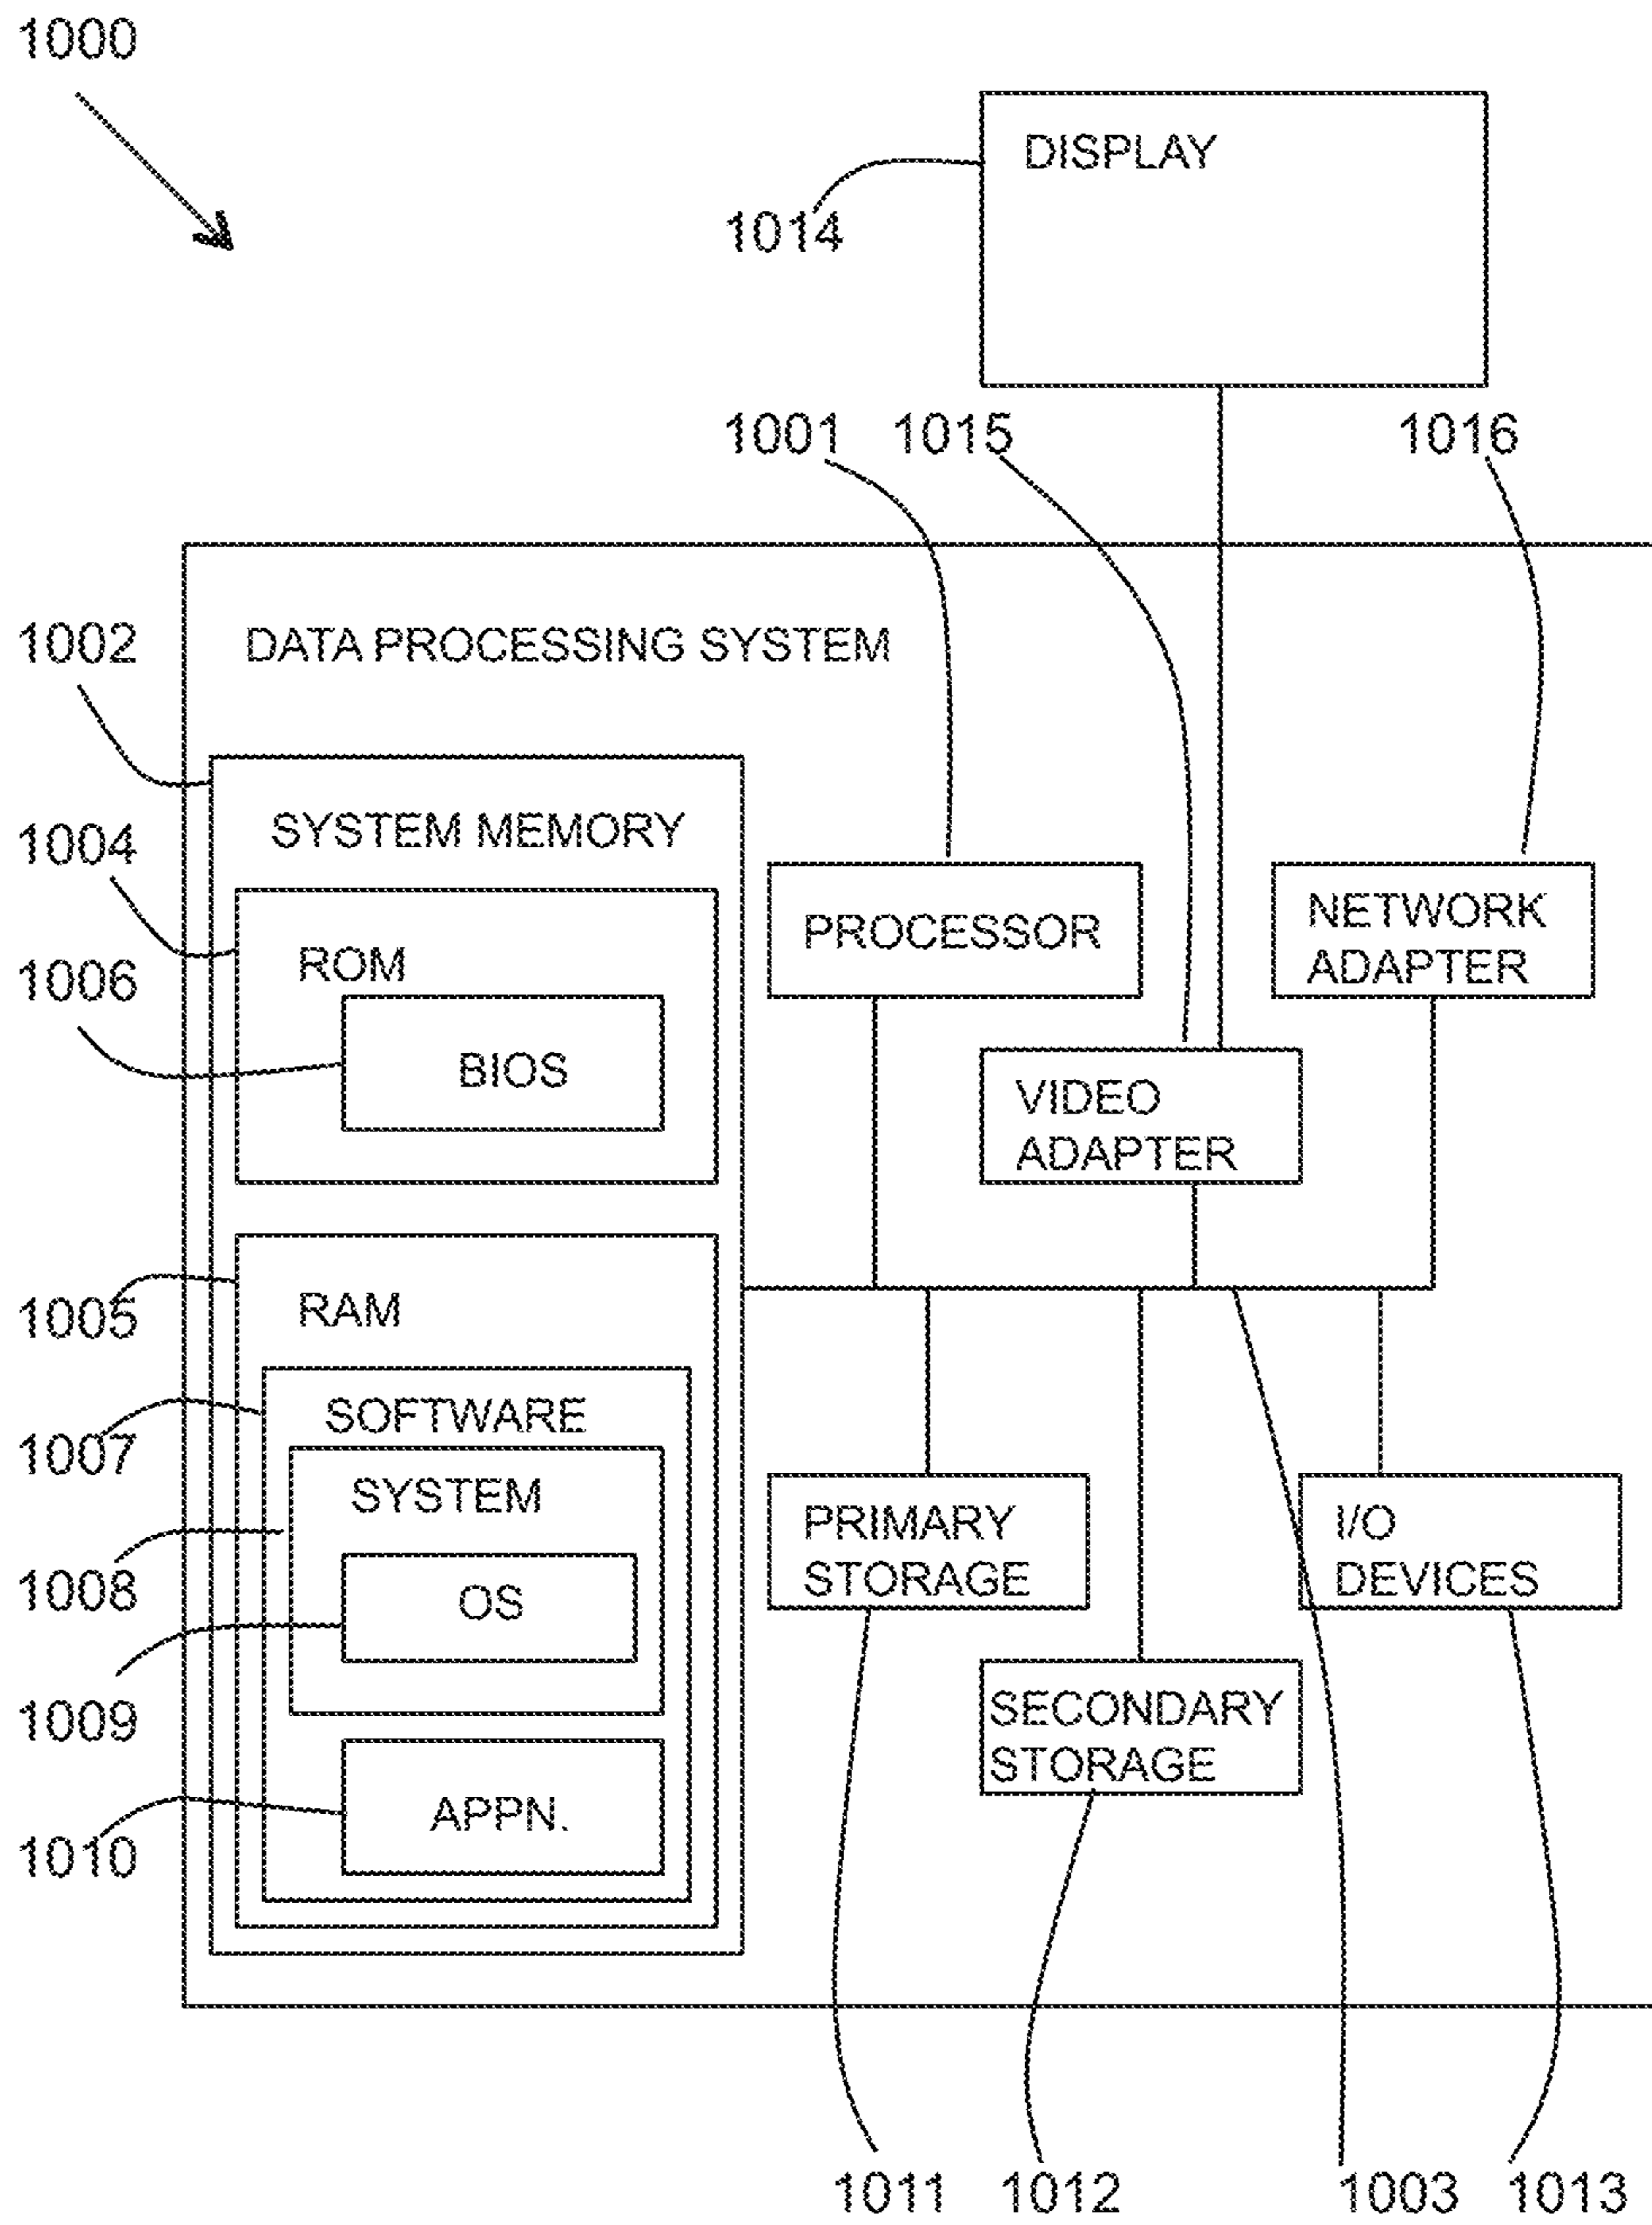 1000
DISPLAY
1014
1001
1015
1016
1002
DATA PROCESSING SYSTEM
SYSTEM MEMORY
1004
ROM
PROCESSOR
NETWORK
ADAPTER
1006
BIOS
VIDEO
ADAPTER
1005
RAM
SOFTWARE
1007
SYSTEM
PRIMARY
STORAGE
I/O
DEVICES
1008
OS
1009
SECONDARY
STORAGE
APPN.
1010
1011
1012
1003
1013